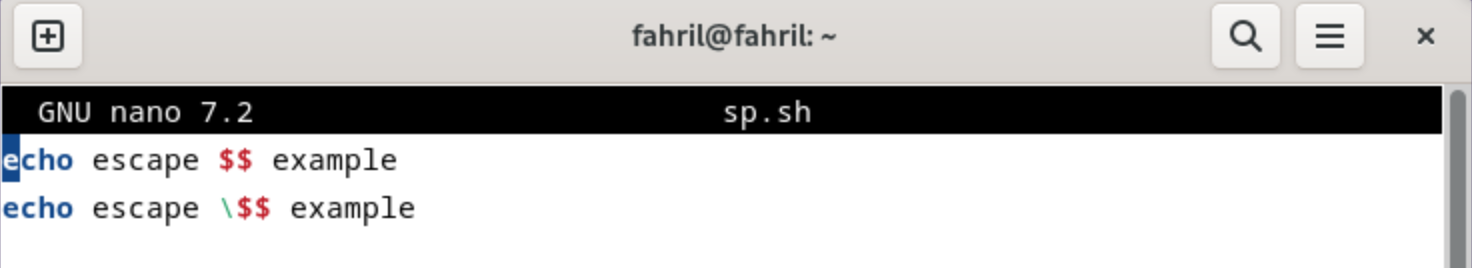 fahril@fahril: ~
GNU nano 7.2 sp.sh
echo escape $$ example
echo escape \$$ example